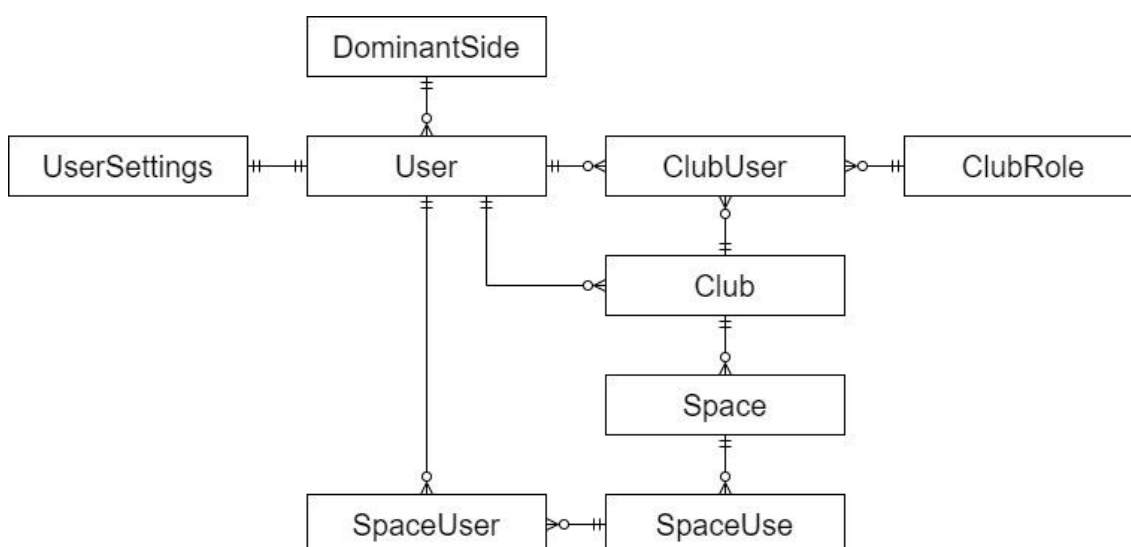 DominantSide
UserSettings
User
ClubUser
ClubRole
Club
Space
SpaceUser
SpaceUse